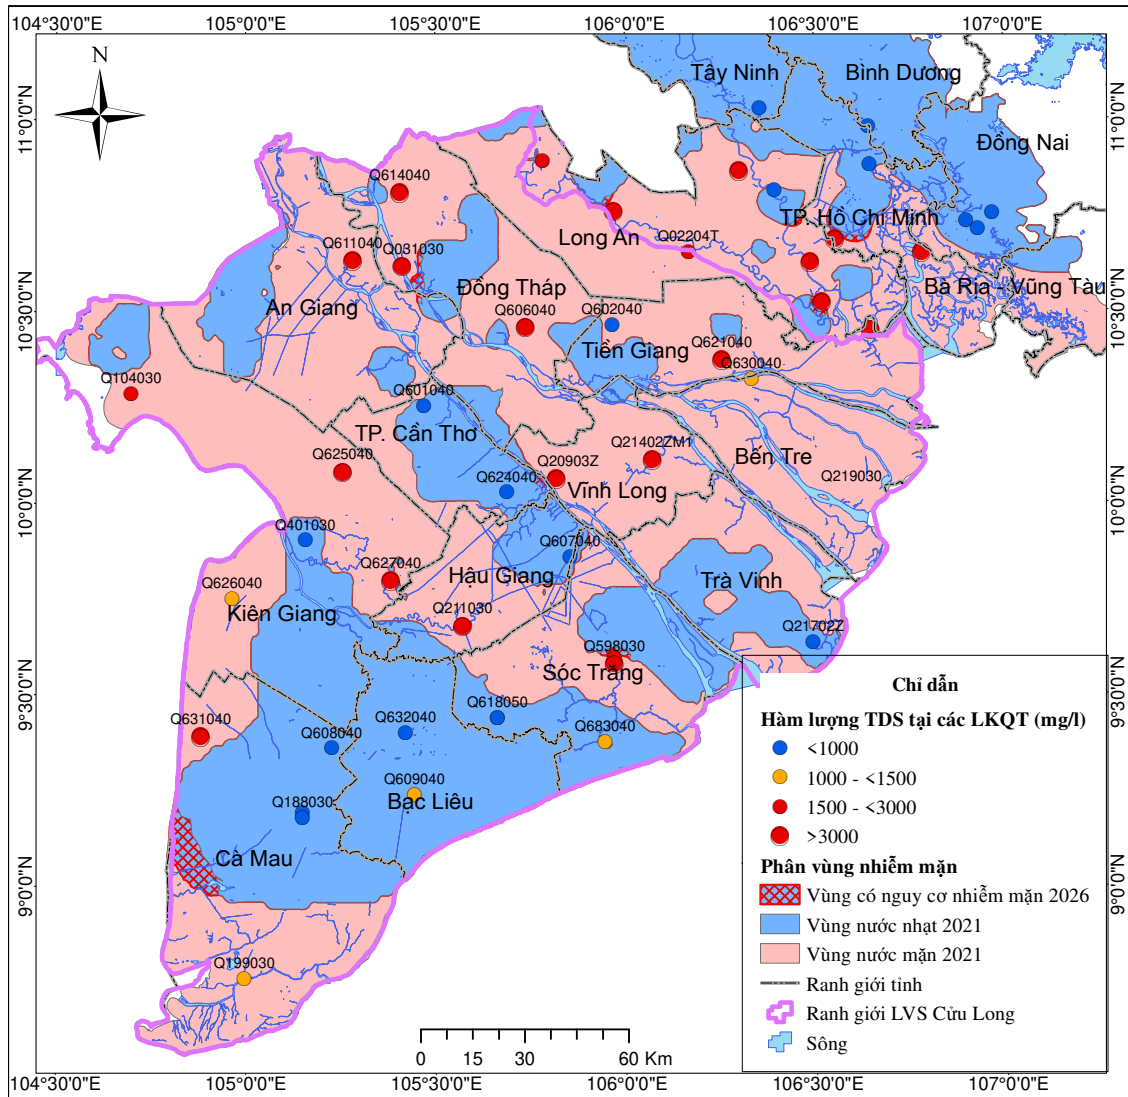 104°30'0"E
105°0'0"E
105°30'0"E
106°0'0"E
106°30'0"E
107°0'0"E
N
11°0'0"N
10°30'0"N
10°0'0"N
9°30'0"N
9°0'0"N
11°0'0"N
10°30'0"N
10°0'0"N
9°30'0"N
9°0'0"N
Tây Ninh
Bình Dương
Đồng Nai
Q614040
TP. Hồ Chí Minh
Long An
Q02204T
Q611040
Q031030
Đồng Tháp
Bà Rịa - Vũng Tàu
An Giang
Q606040
Q602040
Tiền Giang
Q621040
Q630040
Q104030
Q601040
TP. Cần Thơ
Q21402ZM1
Q625040
Q20903Z
Bến Tre
Q624040
Vĩnh Long
Q219030
Q401030
Q607040
Q627040
Hậu Giang
Trà Vinh
Q626040
Kiên Giang
Q211030
Q21702Z
Q598030
Sóc Trăng
Q618050
Q631040
Q632040
Q683040
Q608040
Q609040
Bạc Liêu
Q188030
Cà Mau
Q199030
0 15 30 60 Km
Chỉ dẫn
Hàm lượng TDS tại các LKQT (mg/l)
<1000
1000 - <1500
1500 - <3000
>3000
Phân vùng nhiễm mặn
Vùng có nguy cơ nhiễm mặn 2026
Vùng nước nhạt 2021
Vùng nước mặn 2021
Ranh giới tỉnh
Ranh giới LVS Cửu Long
Sông
104°30'0"E
105°0'0"E
105°30'0"E
106°0'0"E
106°30'0"E
107°0'0"E